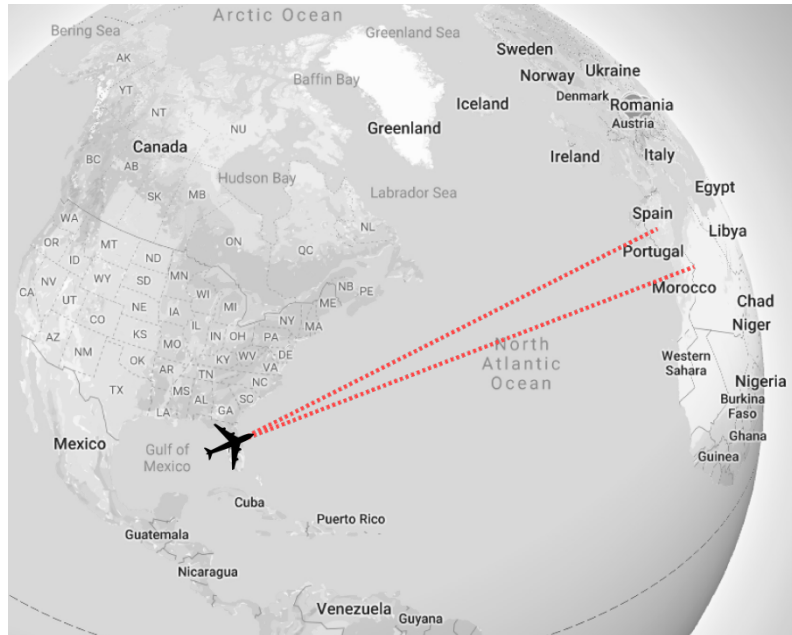 Arctic Ocean
Bering Sea
Greenland Sea
AK
Sweden
Baffin Bay
Norway
Ukraine
YT
Denmark
Romania
Iceland
NT
Austria
NU
Greenland
Canada
Ireland
Italy
BC
AB
Hudson Bay
Egypt
Labrador Sea
SK
MB
WA
Spain
NL
Libya
OR
MT
ON
QC
Portugal
ID
ND
NV
WY
SD
MN
NB
PE
Morocco
CA
UT
WI
ME
Chad
NE
IA
MI
CO
NY
MA
Niger
AZ
KS
IL
IN
OH
PA
NM
MO
KY
WV
DE
North
Atlantic
Ocean
OK
VA
Western
Sahara
AR
TN
NC
TX
MS
AL
SC
Nigeria
LA
GA
Burkina
Faso
Mexico
Gulf of
Mexico
Ghana
Guinea
Cuba
Puerto Rico
Guatemala
Nicaragua
Venezuela
Guyana